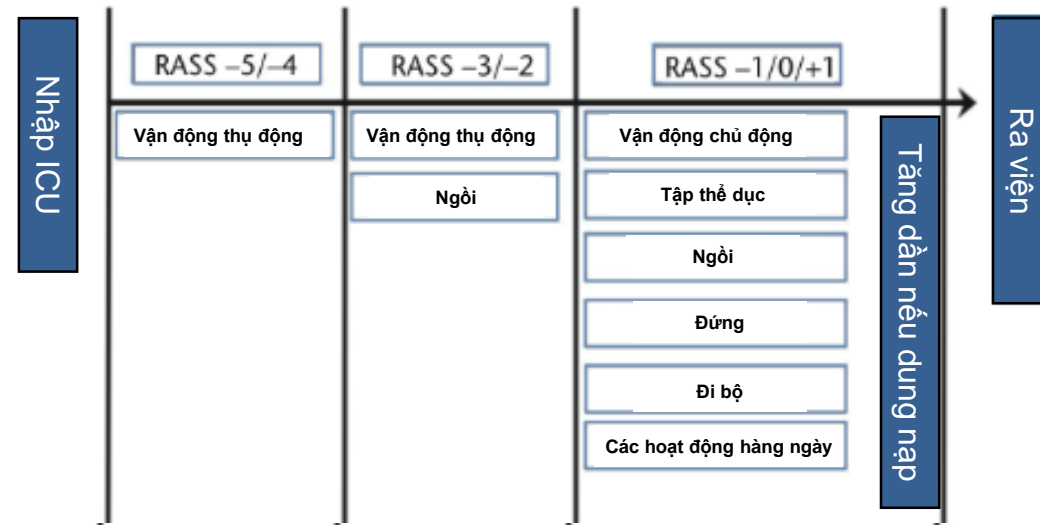 Nhập ICU
RASS –5/–4
Vận động thụ động
RASS –3/–2
Vận động thụ động
Ngồi
RASS –1/0/+1
Vận động chủ động
Tập thể dục
Ngồi
Đứng
Đi bộ
Các hoạt động hàng ngày
Tăng dần nếu dung nạp
Ra viện